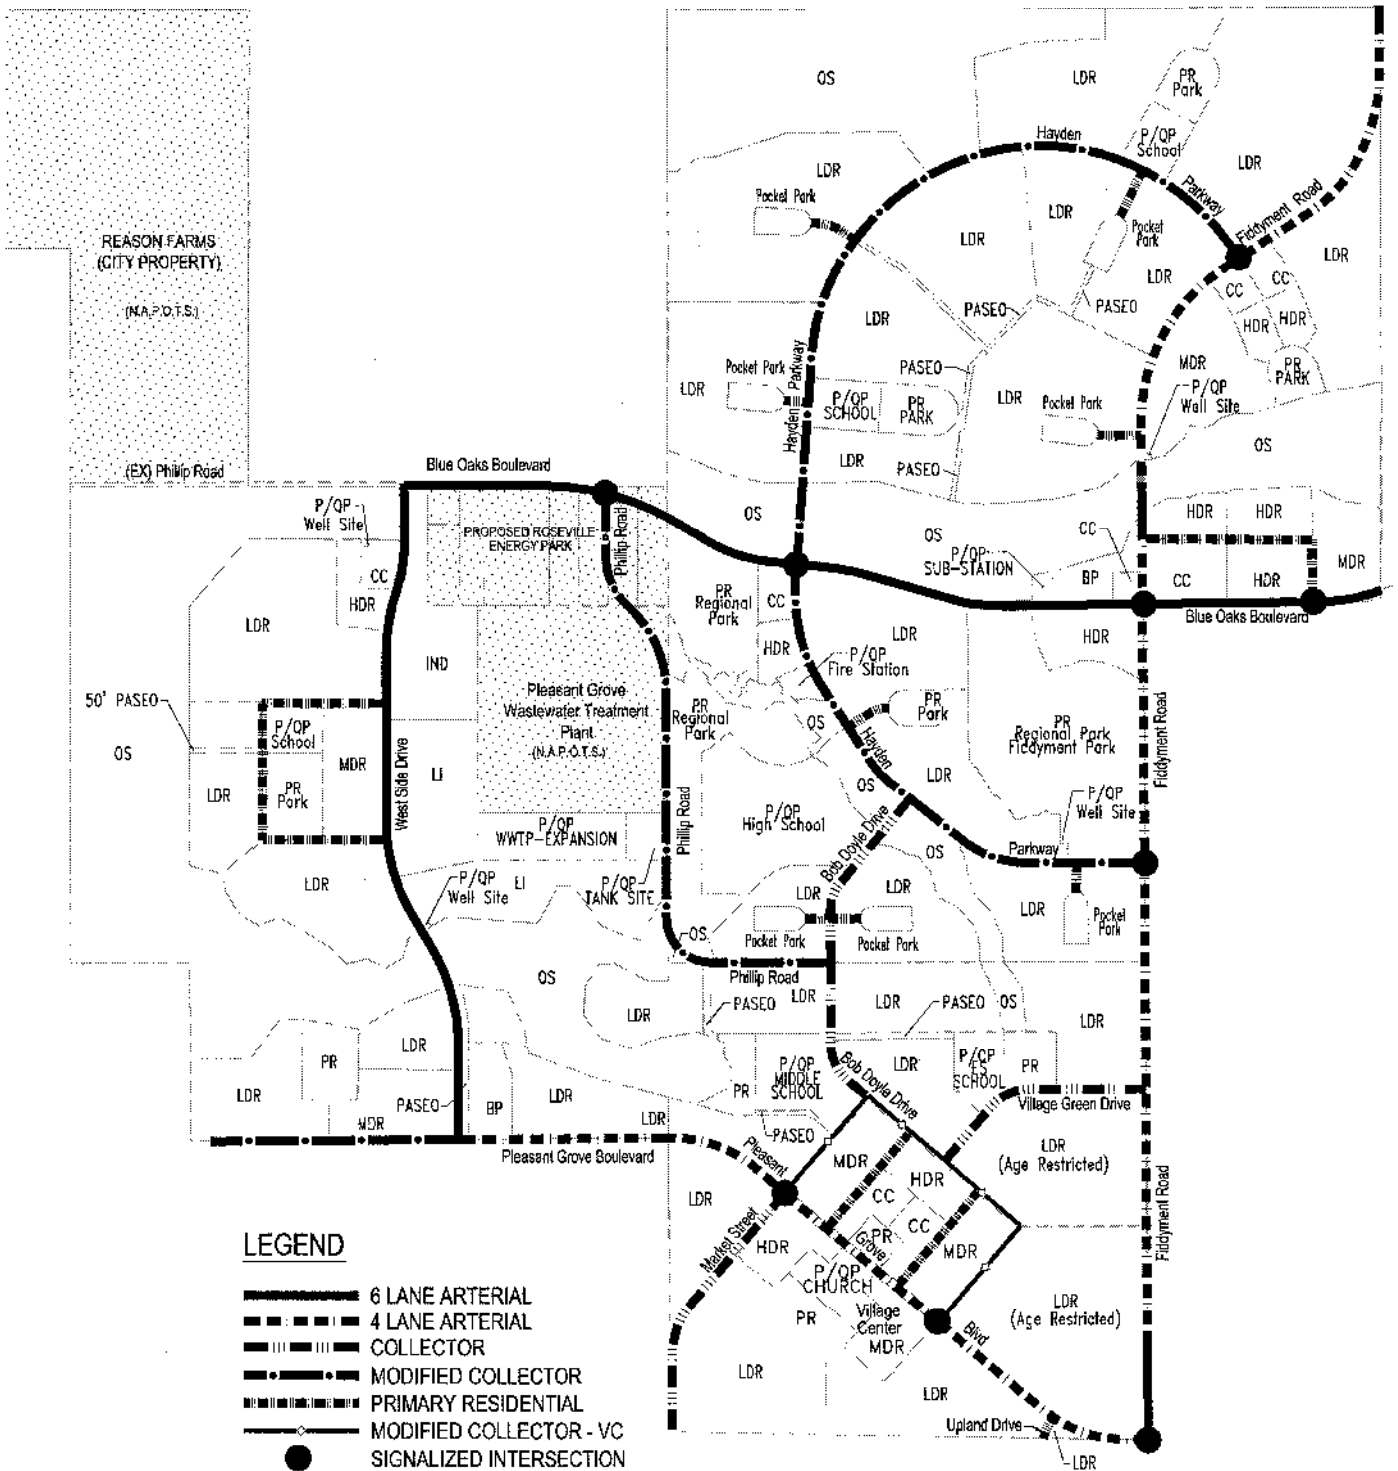 OS
LDR
PR
Park
Hayden
P/QP
School
LDR
LDR
Parkway
Fiddyment Road
Pocket Park
LDR
Pocket
Park
REASON FARMS
(CITY PROPERTY)
LDR
LDR
LDR
CC
CC
(N.A.P.O.T.S.)
PASEO
PASEO
LDR
HDR
HDR
Parkway
Pocket Park
PASEO
MDR
PR
PARK
LDR
P/QP
SCHOOL
PR
PARK
LDR
P/QP
Well Site
Pocket Park
Hayden
OS
LDR
PASEO
(EX) Phillip Road
Blue Oaks Boulevard
P/QP
Well Site
OS
HDR
HDR
PROPOSED ROSEVILLE
ENERGY PARK
Phillip Road
OS
CC
P/QP
SUB-STATION
MDR
CC
PR
Regional
Park
CC
BP
CC
HDR
HDR
Blue Oaks Boulevard
LDR
LDR
HDR
HDR
IND
P/QP
Fire Station
50' PASEO
Pleasant Grove
Wastewater Treatment
Plant
(N.A.P.O.T.S.)
PR
Regional
Park
PR
Park
PR
Regional Park
Fiddyment Park
Fiddyment Road
OS
OS
P/QP
School
West Side Drive
Hayden
MDR
LI
LDR
LDR
PR
Park
OS
P/QP
Well Site
Phillip Road
P/QP
High School
Bob Doyle Drive
P/QP
WWTP-EXPANSION
OS
Parkway
LDR
P/QP
Well Site
LI
P/QP
TANK SITE
LDR
LDR
LDR
Pocket
Park
OS
Pocket Park
Pocket Park
OS
Phillip Road
PASEO
LDR
LDR
PASEO
OS
LDR
LDR
LDR
PR
P/QP
MIDDLE
SCHOOL
Bob Doyle Drive
LDR
P/QP
ES
SCHOOL
PR
LDR
PASEO
BP
LDR
PR
Village Green Drive
MDR
LDR
PASEO
LDR
(Age Restricted)
Pleasant Grove Boulevard
Pleasant
MDR
HDR
LDR
CC
CC
Fiddyment Road
Market Street
HDR
PR
Grove
MDR
P/QP
CHURCH
LDR
(Age Restricted)
PR
Village
Center
MDR
Blvd
LDR
LDR
Upland Drive
LDR
LEGEND
6 LANE ARTERIAL
4 LANE ARTERIAL
COLLECTOR
MODIFIED COLLECTOR
PRIMARY RESIDENTIAL
MODIFIED COLLECTOR - VC
SIGNALIZED INTERSECTION